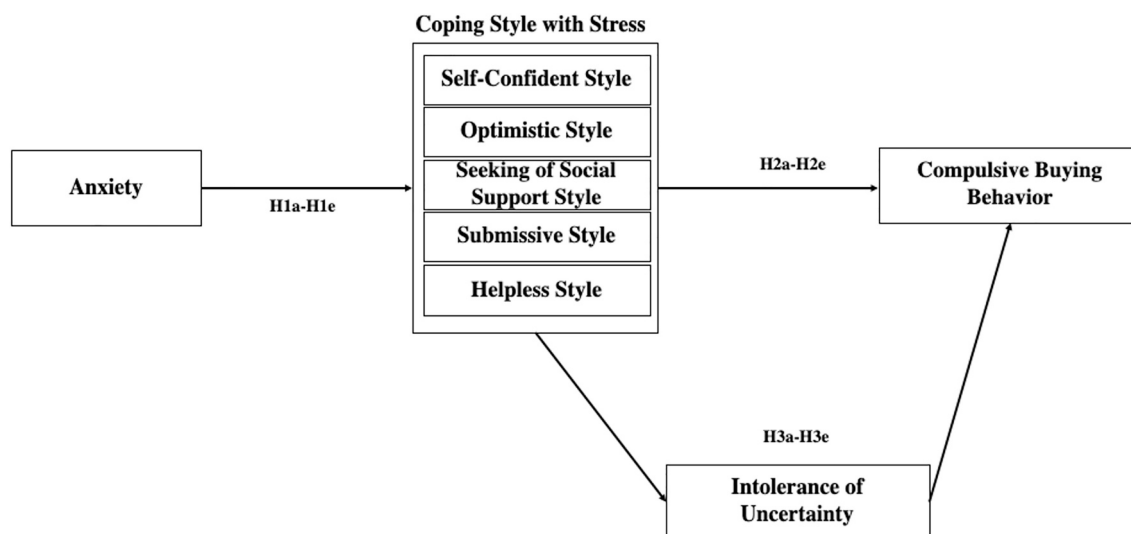 Coping Style with Stress
Self-Confident Style
Optimistic Style
Seeking of Social
Support Style
Submissive Style
Helpless Style
Anxiety
H1a-H1e
H2a-H2e
Compulsive Buying
Behavior
H3a-H3e
Intolerance of
Uncertainty